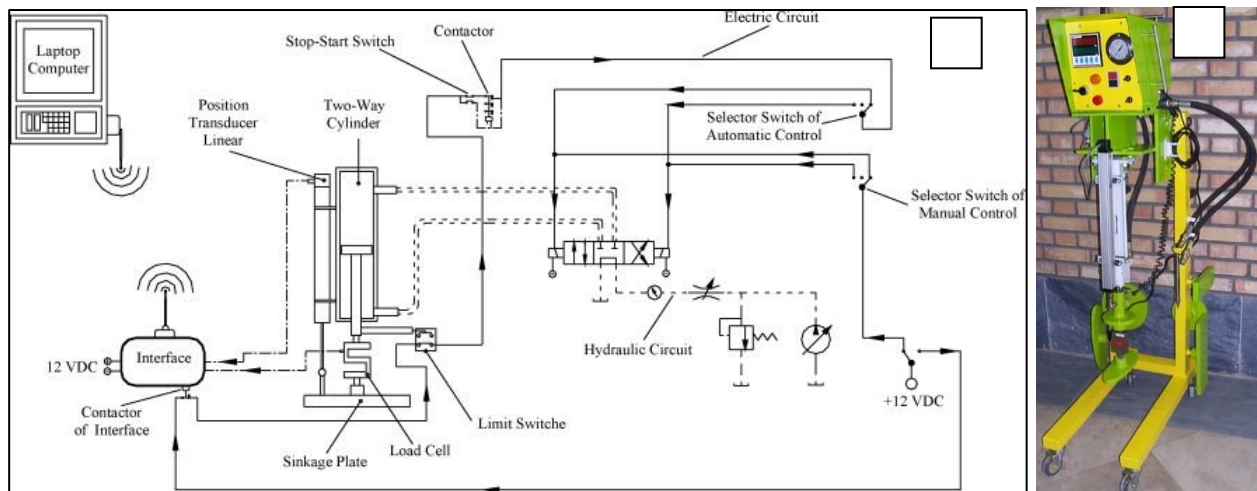 Laptop
Computer
Stop-Start Switch
Contactor
Electric Circuit
Position
Transducer
Linear
Two-Way
Cylinder
Selector Switch of
Automatic Control
Selector Switch of
Manual Control
Interface
12 VDC
Contactor
of Interface
Hydraulic Circuit
Limit Switche
Load Cell
Sinkage Plate
+12 VDC